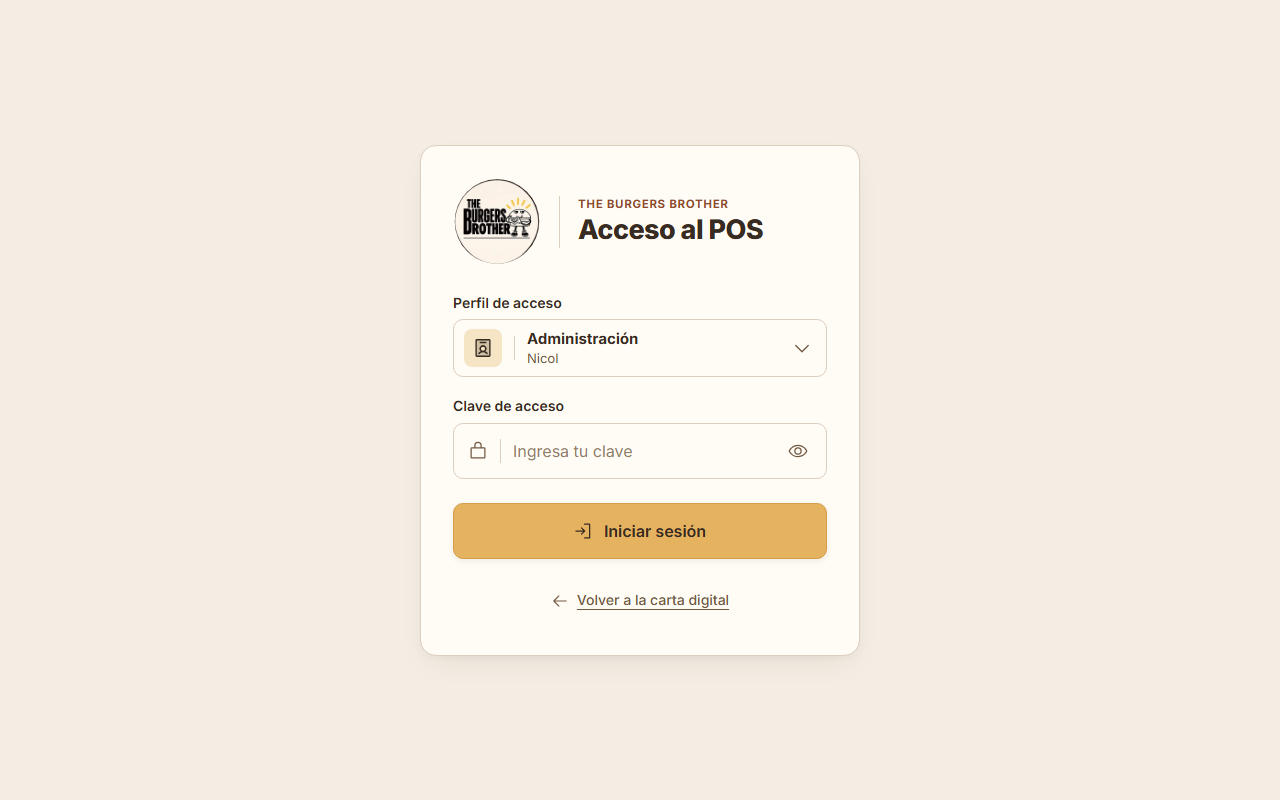 THE
BURGERS
BROTHER
THE BURGERS BROTHER
Acceso al POS
Perfil de acceso
Administración
Nicol
Clave de acceso
Ingresa tu clave
Iniciar sesión
Volver a la carta digital